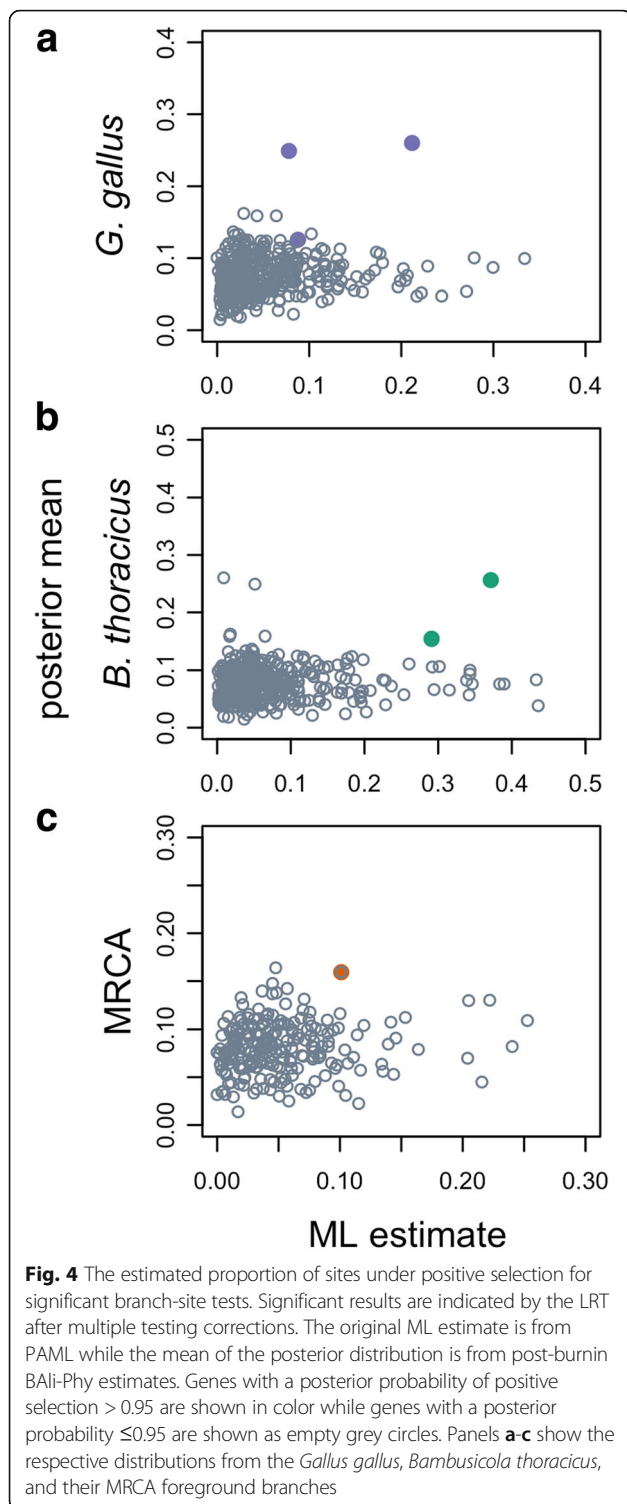 a
G. gallus
0.0 0.1 0.2 0.3 0.4
0.0 0.1 0.2 0.3 0.4
b
posterior mean
B. thoracicus
0.0 0.1 0.2 0.3 0.4 0.5
0.0 0.1 0.2 0.3 0.4 0.5
c
MRCA
0.00 0.10 0.20 0.30
0.00 0.10 0.20 0.30
ML estimate
Fig. 4 The estimated proportion of sites under positive selection for
significant branch-site tests. Significant results are indicated by the LRT
after multiple testing corrections. The original ML estimate is from
PAML while the mean of the posterior distribution is from post-burnin
BAli-Phy estimates. Genes with a posterior probability of positive
selection > 0.95 are shown in color while genes with a posterior
probability ≤0.95 are shown as empty grey circles. Panels a-c show the
respective distributions from the Gallus gallus, Bambusicola thoracicus,
and their MRCA foreground branches